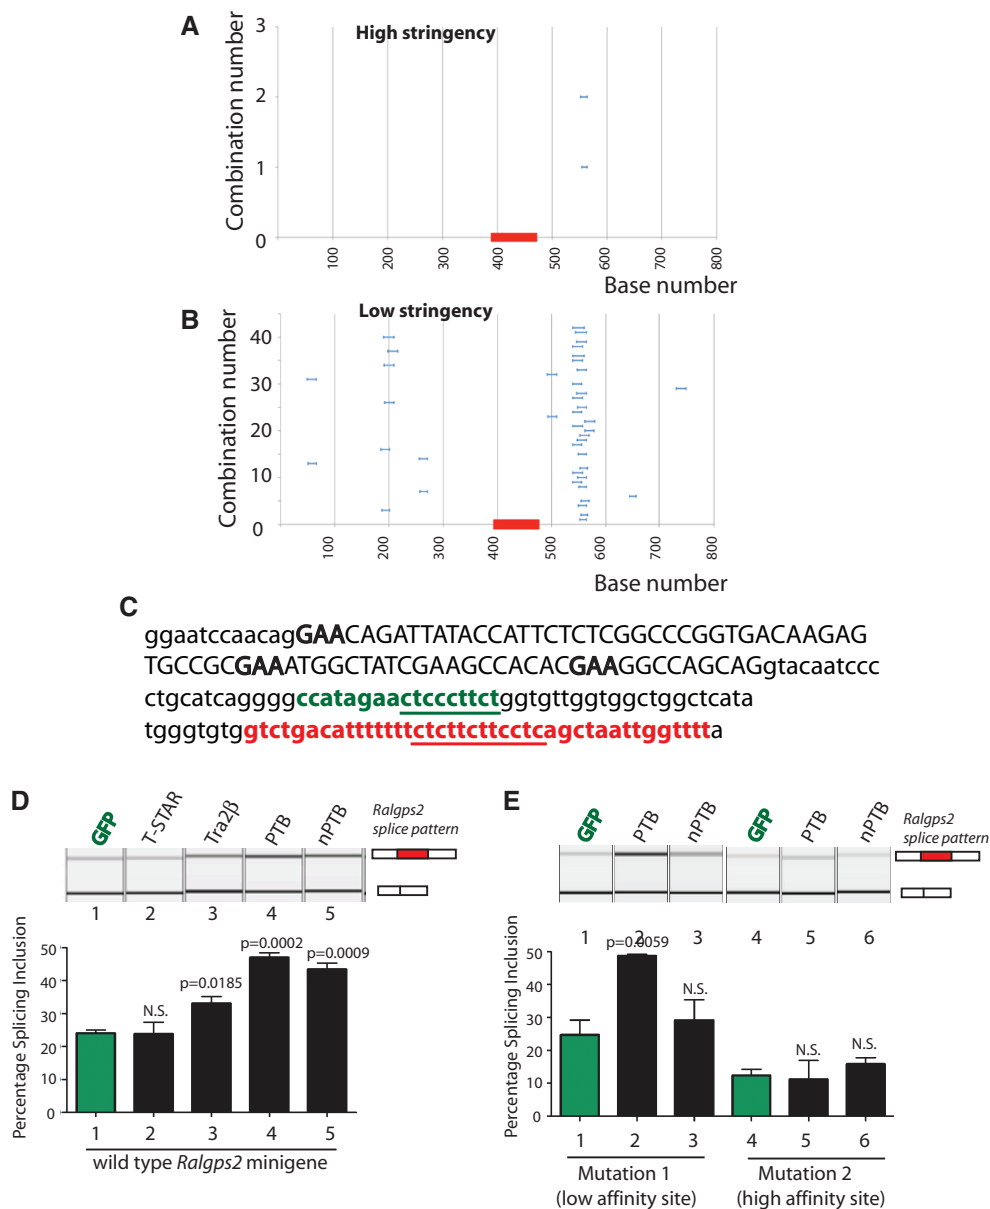 A
High stringency
Combination number
3
2
1
0
100
200
300
400
500
600
700
800
Base number
B
Low stringency
Combination number
40
30
20
10
0
100
200
300
400
500
600
700
800
Base number
C
ggaatccaacagGAACAGATTATACCATTCTCTCGGCCCGGTGACAAGAG
TGCCGCGAAATGGCTATCGAAGCCACACGAAGGCCAGCAGgtacaatccc
ctgcatcaggggccatagaactcccttctggtgttggtggctggctcata
tgggtgtggtctgacatttttttctcttcttcctcagctaattggtttta
D
GFP
T-STAR
Tra2β
PTB
nPTB
Ralgps2
splice pattern
1 2 3 4 5
Percentage Splicing Inclusion
50
40
30
20
10
0
N.S.
p=0.0185
p=0.0002
p=0.0009
1 2 3 4 5
wild type Ralgps2 minigene
E
GFP
PTB
nPTB
GFP
PTB
nPTB
Ralgps2
splice pattern
1 2 3 4 5 6
Percentage Splicing Inclusion
50
40
30
20
10
0
p=0.0059
N.S.
N.S.
N.S.
1 2 3 4 5 6
Mutation 1
(low affinity site)
Mutation 2
(high affinity site)